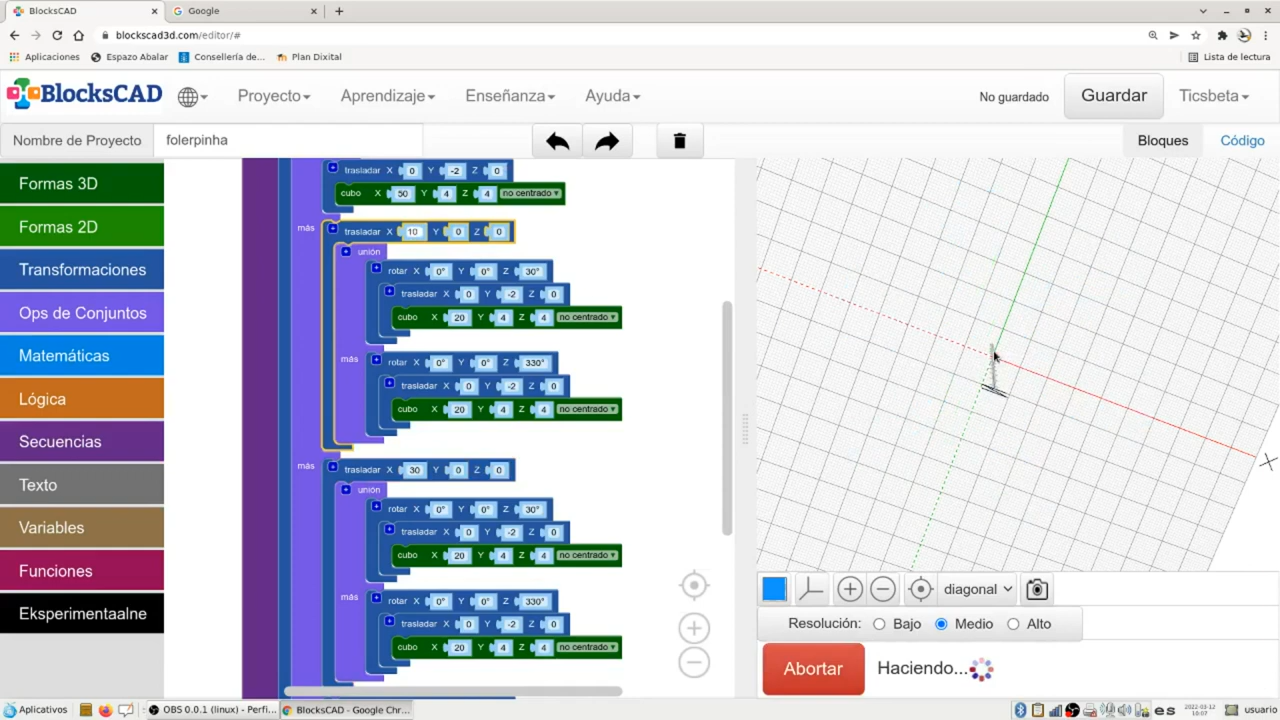 BlocksCAD
Google
blockscad3d.com/editor/#
Aplicaciones
Espazo Abalar
Consellería de...
Plan Dixital
Lista de lectura
BlocksCAD
Proyecto
Aprendizaje
Enseñanza
Ayuda
No guardado
Guardar
Ticsbeta
Nombre de Proyecto
folerpinha
Bloques
Código
Formas 3D
Formas 2D
Transformaciones
Ops de Conjuntos
Matemáticas
Lógica
Secuencias
Texto
Variables
Funciones
Eksperimentaalne
trasladar X 0 Y -2 Z 0
cubo X 50 Y 4 Z 4 no centrado
más trasladar X 10 Y 0 Z 0
unión
rotar X 0° Y 0° Z 30°
trasladar X 0 Y -2 Z 0
cubo X 20 Y 4 Z 4 no centrado
más rotar X 0° Y 0° Z 330°
trasladar X 0 Y -2 Z 0
cubo X 20 Y 4 Z 4 no centrado
más trasladar X 30 Y 0 Z 0
unión
rotar X 0° Y 0° Z 30°
trasladar X 0 Y -2 Z 0
cubo X 20 Y 4 Z 4 no centrado
más rotar X 0° Y 0° Z 330°
trasladar X 0 Y -2 Z 0
cubo X 20 Y 4 Z 4 no centrado
X
diagonal
Resolución: Bajo Medio Alto
Abortar
Haciendo...
Aplicativos
OBS 0.0.1 (linux) - Perfi...
BlocksCAD - Google Chr...
es
2022-03-12
18:07
usuario